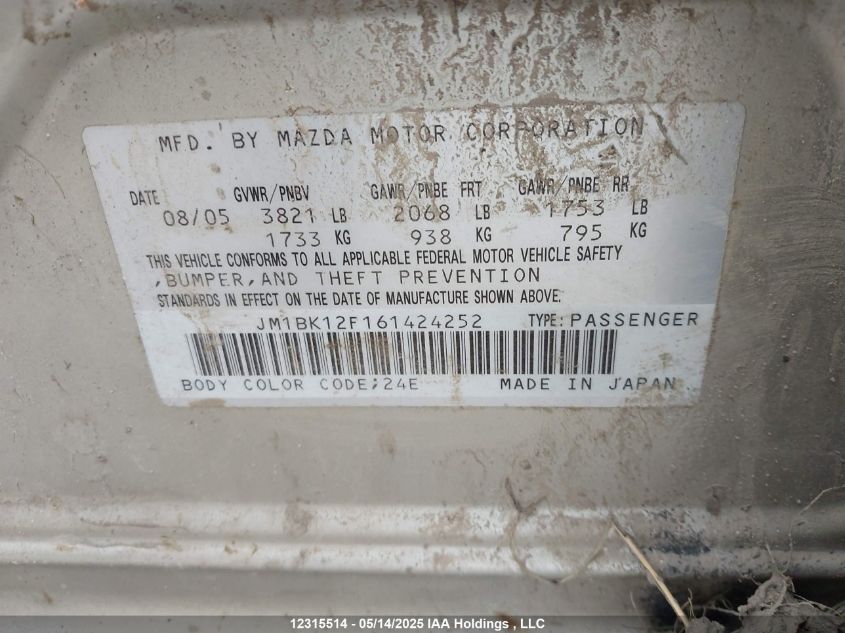 MFD. BY MAZDA MOTOR CORPORATION
DATE GVWR/PNBV GAWR/PNBE FRT GAWR/PNBE RR
08/05 3821 LB 2068 LB 1753 LB
1733 KG 938 KG 795 KG
THIS VEHICLE CONFORMS TO ALL APPLICABLE FEDERAL MOTOR VEHICLE SAFETY
,BUMPER,AND THEFT PREVENTION
STANDARDS IN EFFECT ON THE DATE OF MANUFACTURE SHOWN ABOVE.
JM1BK12F161424252 TYPE: PASSENGER
BODY COLOR CODE:24E MADE IN JAPAN
12315514 - 05/14/2025 IAA Holdings , LLC